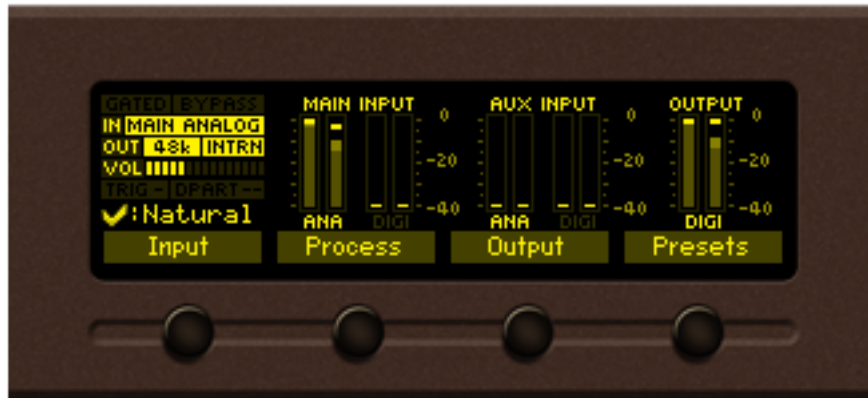 GATED BYPASS
IN MAIN ANALOG
OUT 48k INTRN
VOL
TRIG - DPART --
✔:Natural
MAIN INPUT
0
-20
-40
ANA DIGI
AUX INPUT
0
-20
-40
ANA DIGI
OUTPUT
0
-20
-40
DIGI
Input Process Output Presets